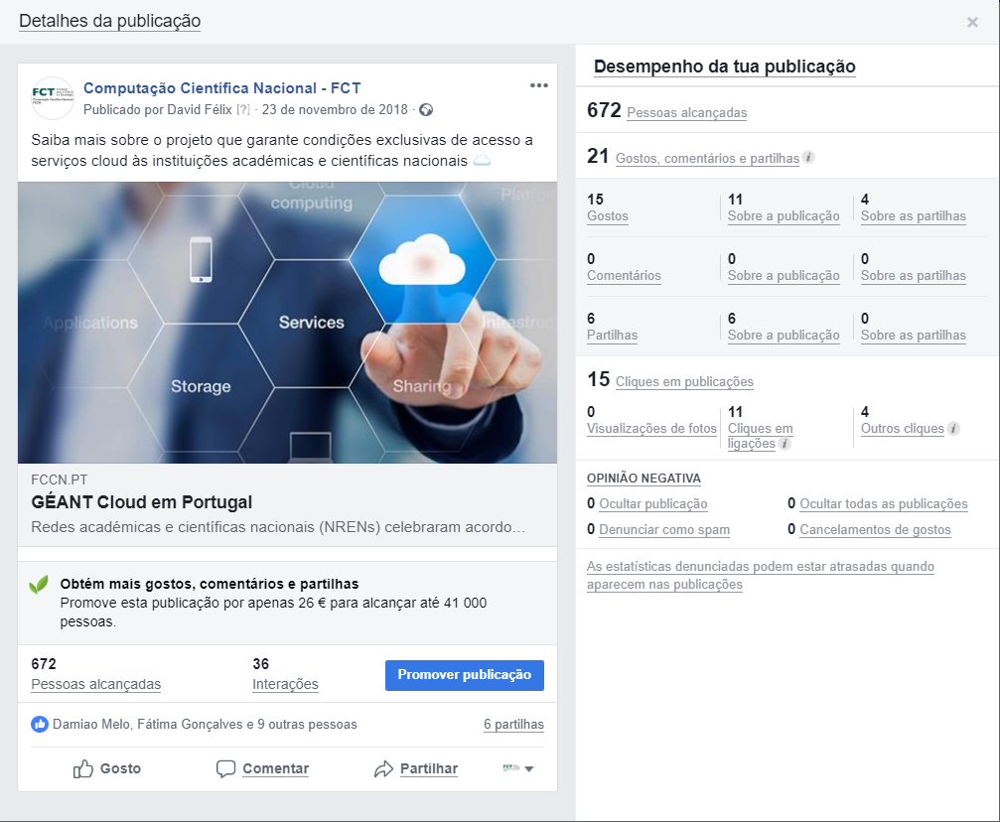 Detalhes da publicação
FCT
Computação Científica Nacional - FCT
Publicado por David Félix [?] · 23 de novembro de 2018 ·
Saiba mais sobre o projeto que garante condições exclusivas de acesso a
serviços cloud às instituições académicas e científicas nacionais
Cloud
computing
Applications
Services
Storage
Sharing
FCCN.PT
GÉANT Cloud em Portugal
Redes académicas e científicas nacionais (NRENs) celebraram acordo…
Obtém mais gostos, comentários e partilhas
Promove esta publicação por apenas 26 € para alcançar até 41 000
pessoas.
672 36
Pessoas alcançadas Interações
Promover publicação
Damiao Melo, Fátima Gonçalves e 9 outras pessoas 6 partilhas
Gosto Comentar Partilhar
Desempenho da tua publicação
672 Pessoas alcançadas
21 Gostos, comentários e partilhas
15 11 4
Gostos Sobre a publicação Sobre as partilhas
0 0 0
Comentários Sobre a publicação Sobre as partilhas
6 6 0
Partilhas Sobre a publicação Sobre as partilhas
15 Cliques em publicações
0 11 4
Visualizações de fotos Cliques em Outros cliques
ligações
OPINIÃO NEGATIVA
0 Ocultar publicação 0 Ocultar todas as publicações
0 Denunciar como spam 0 Cancelamentos de gostos
As estatísticas denunciadas podem estar atrasadas quando
aparecem nas publicações